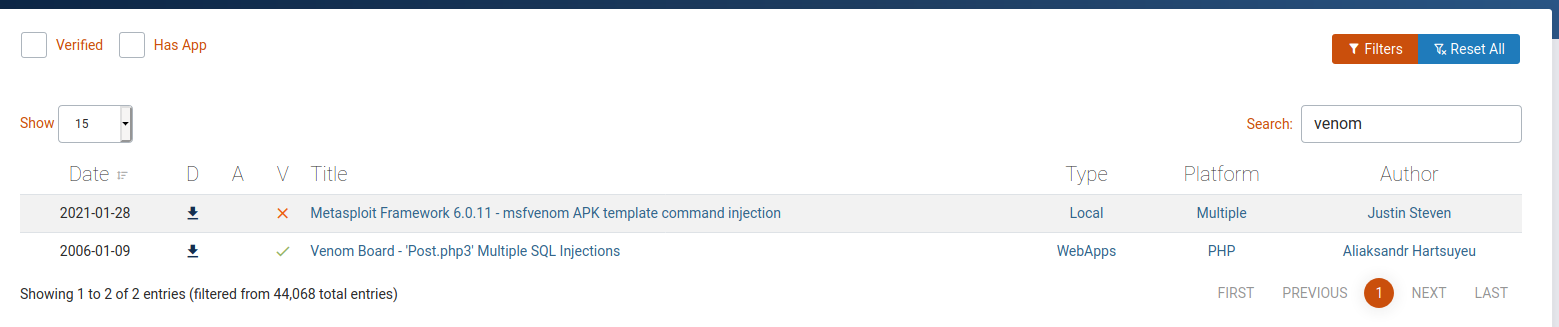 Verified Has App Filters Reset All
Show 15 Search: venom
Date D A V Title Type Platform Author
2021-01-28 Metasploit Framework 6.0.11 - msfvenom APK template command injection Local Multiple Justin Steven
2006-01-09 Venom Board - 'Post.php3' Multiple SQL Injections WebApps PHP Aliaksandr Hartsuyeu
Showing 1 to 2 of 2 entries (filtered from 44,068 total entries) FIRST PREVIOUS 1 NEXT LAST